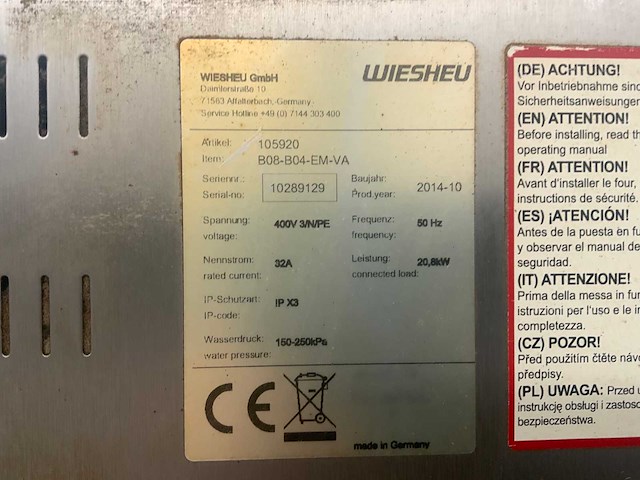 WIESHEU GmbH
Daimlerstraße 10
71563 Affalterbach, Germany
Service Hotline +49 (0) 7144 303 400
WIESHEU
Artikel: 105920
Item: B08-B04-EM-VA
Seriennr.: Baujahr:
Serial-no: 10289129 Prod.year: 2014-10
Spannung: 400V 3/N/PE Frequenz: 50 Hz
voltage: frequency:
Nennstrom: 32A Leistung: 20,8kW
rated current: connected load:
IP-Schutzart: IP X3
IP-code:
Wasserdruck: 150-250kPa
water pressure:
CE
made in Germany
(DE) ACHTUNG!
Vor Inbetriebnahme sind
Sicherheitsanweisungen
(EN) ATTENTION!
Before installing, read th
operating manual
(FR) ATTENTION!
Avant d'installer le four,
instructions de sécurité.
(ES) ¡ATENCIÓN!
Antes de la puesta en fu
y observar el manual de
seguridad.
(IT) ATTENZIONE!
Prima della messa in fun
istruzioni per l'uso e le in
completezza.
(CZ) POZOR!
Před použitím čtěte návo
předpisy.
(PL) UWAGA: Przed u
instrukcję obsługi i zastoso
bezpieczeństwa.